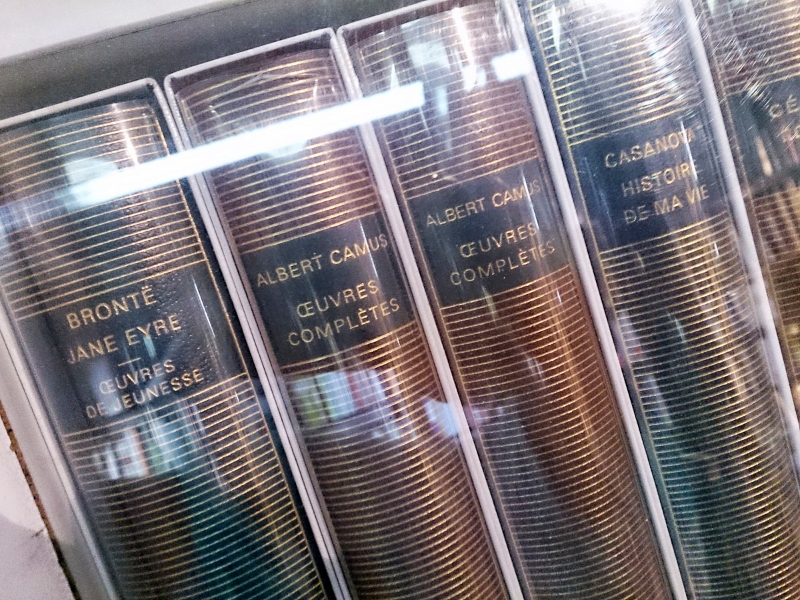 BRONTË
JANE EYRE
ŒUVRES
DE JEUNESSE
ALBERT CAMUS
ŒUVRES
COMPLÈTES
ALBERT CAMUS
ŒUVRES
COMPLÈTES
CASANOVA
HISTOIRE
DE MA VIE